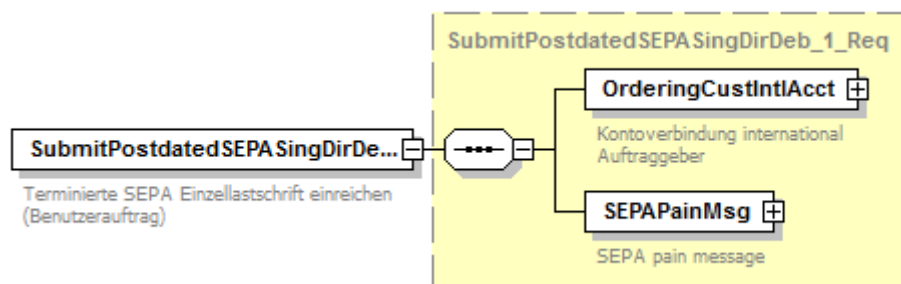 SubmitPostdatedSEPASingDirDeb_1_Req
OrderingCustIntlAcct
Kontoverbindung international
Auftraggeber
SubmitPostdatedSEPASingDirDe...
Terminierte SEPA Einzellastschrift einreichen
(Benutzerauftrag)
SEPAPainMsg
SEPA pain message